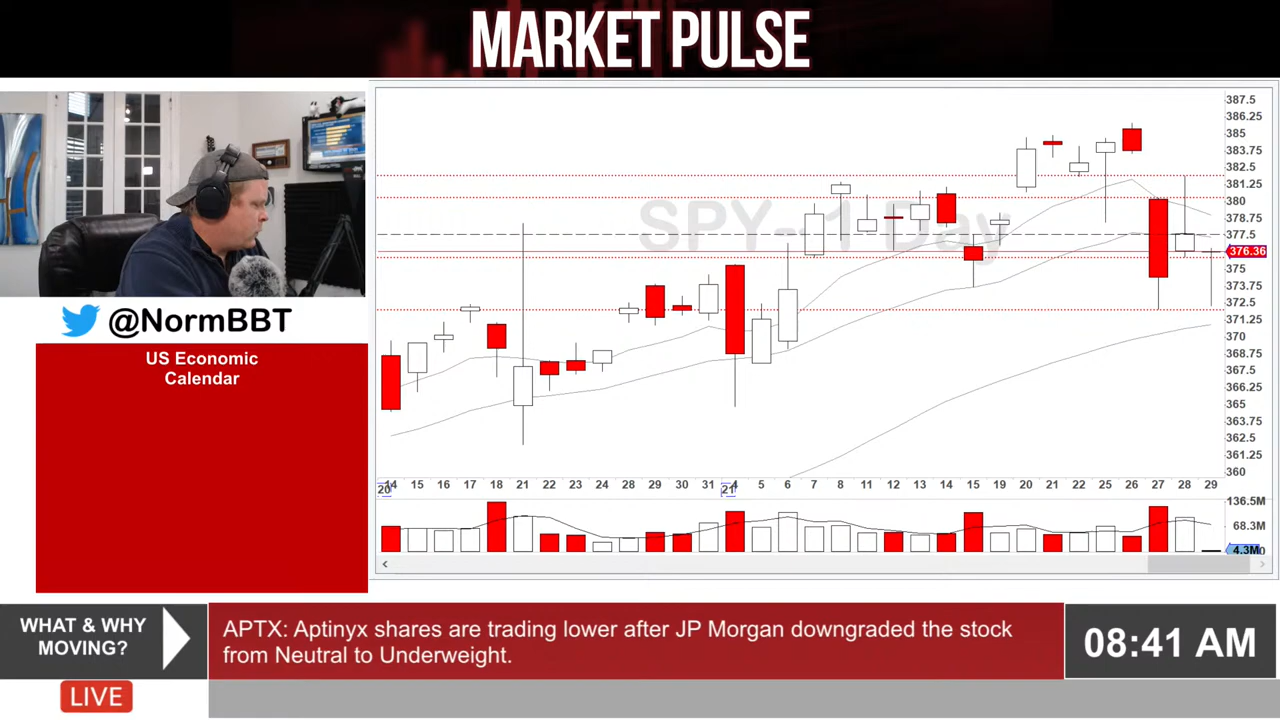 MARKET PULSE
@NormBBT
US Economic
Calendar
SPY--1 Day
387.5
386.25
385
383.75
382.5
381.25
380
378.75
377.5
376.36
375
373.75
372.5
371.25
370
368.75
367.5
366.25
365
363.75
362.5
361.25
360
14 15 16 17 18 21 22 23 24 28 29 30 31 4 5 6 7 8 11 12 13 14 15 19 20 21 22 25 26 27 28 29
20 21
136.5M
68.3M
4.3M
WHAT & WHY
MOVING?
APTX: Aptinyx shares are trading lower after JP Morgan downgraded the stock
from Neutral to Underweight.
08:41 AM
LIVE